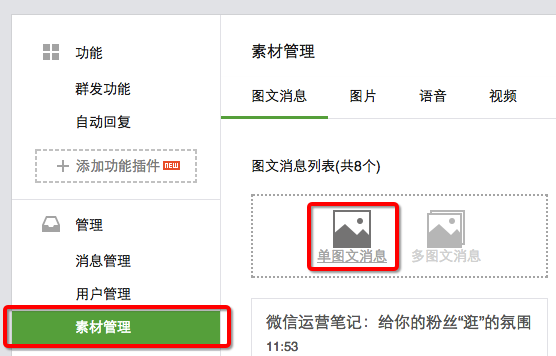 功能
群发功能
自动回复
添加功能插件 NEW
管理
消息管理
用户管理
素材管理
素材管理
图文消息 图片 语音 视频
图文消息列表(共8个)
单图文消息 多图文消息
微信运营笔记：给你的粉丝“逛”的氛围
11:53